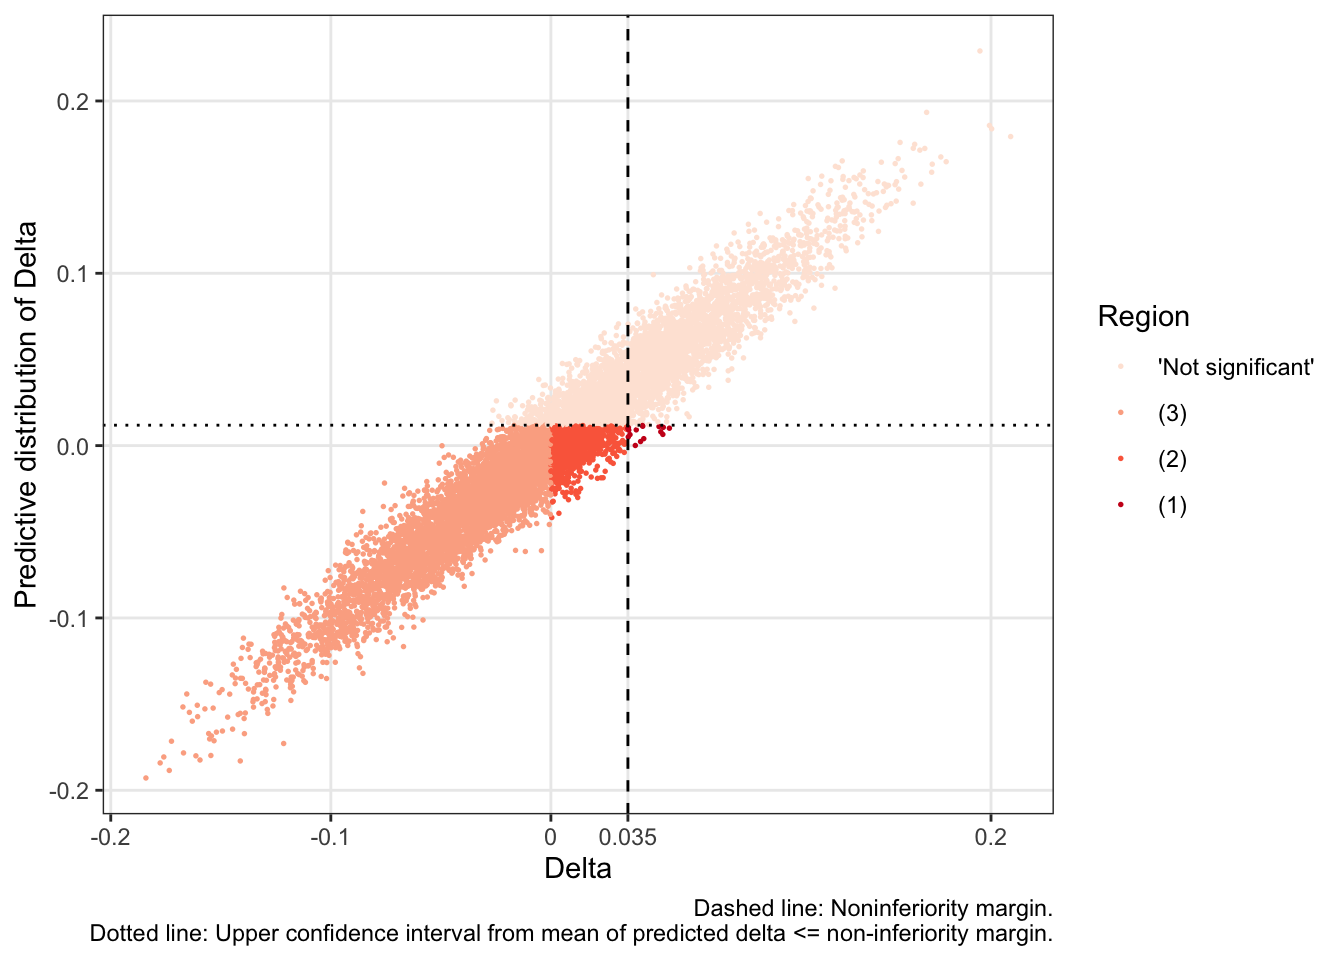 Predictive distribution of Delta
0.2
0.1
0.0
-0.1
-0.2
-0.2
-0.1
0
0.035
0.2
Delta
Region
'Not significant'
(3)
(2)
(1)
Dashed line: Noninferiority margin.
Dotted line: Upper confidence interval from mean of predicted delta <= non-inferiority margin.